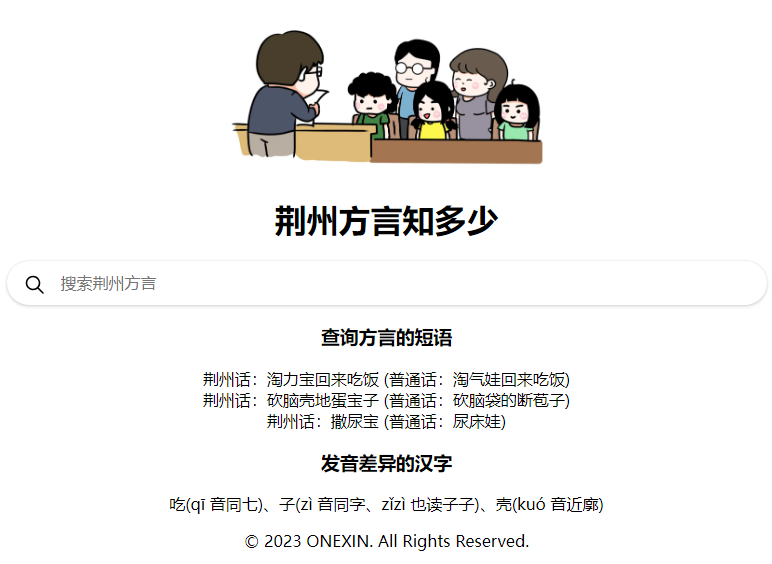 荆州方言知多少
搜索荆州方言
查询方言的短语
荆州话：淘力宝回来吃饭 (普通话：淘气娃回来吃饭)
荆州话：砍脑壳地蛋宝子 (普通话：砍脑袋的断苞子)
荆州话：撒尿宝 (普通话：尿床娃)
发音差异的汉字
吃(qī 音同七)、子(zì 音同字、zǐzì 也读子子)、壳(kuó 音近廓)
© 2023 ONEXIN. All Rights Reserved.